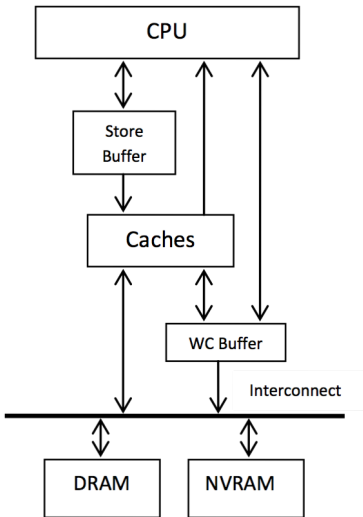 CPU
Store
Buffer
Caches
WC Buffer
Interconnect
DRAM
NVRAM